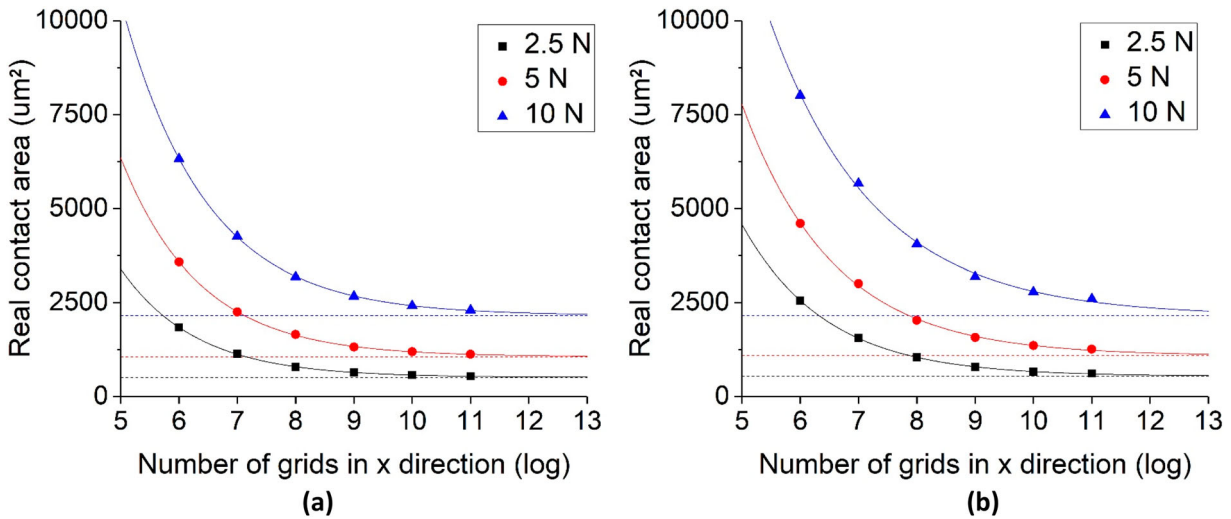 10000
7500
5000
2500
0
Real contact area (um²)
2.5 N
5 N
10 N
5 6 7 8 9 10 11 12 13
Number of grids in x direction (log)
(a)
10000
7500
5000
2500
0
Real contact area (um²)
2.5 N
5 N
10 N
5 6 7 8 9 10 11 12 13
Number of grids in x direction (log)
(b)